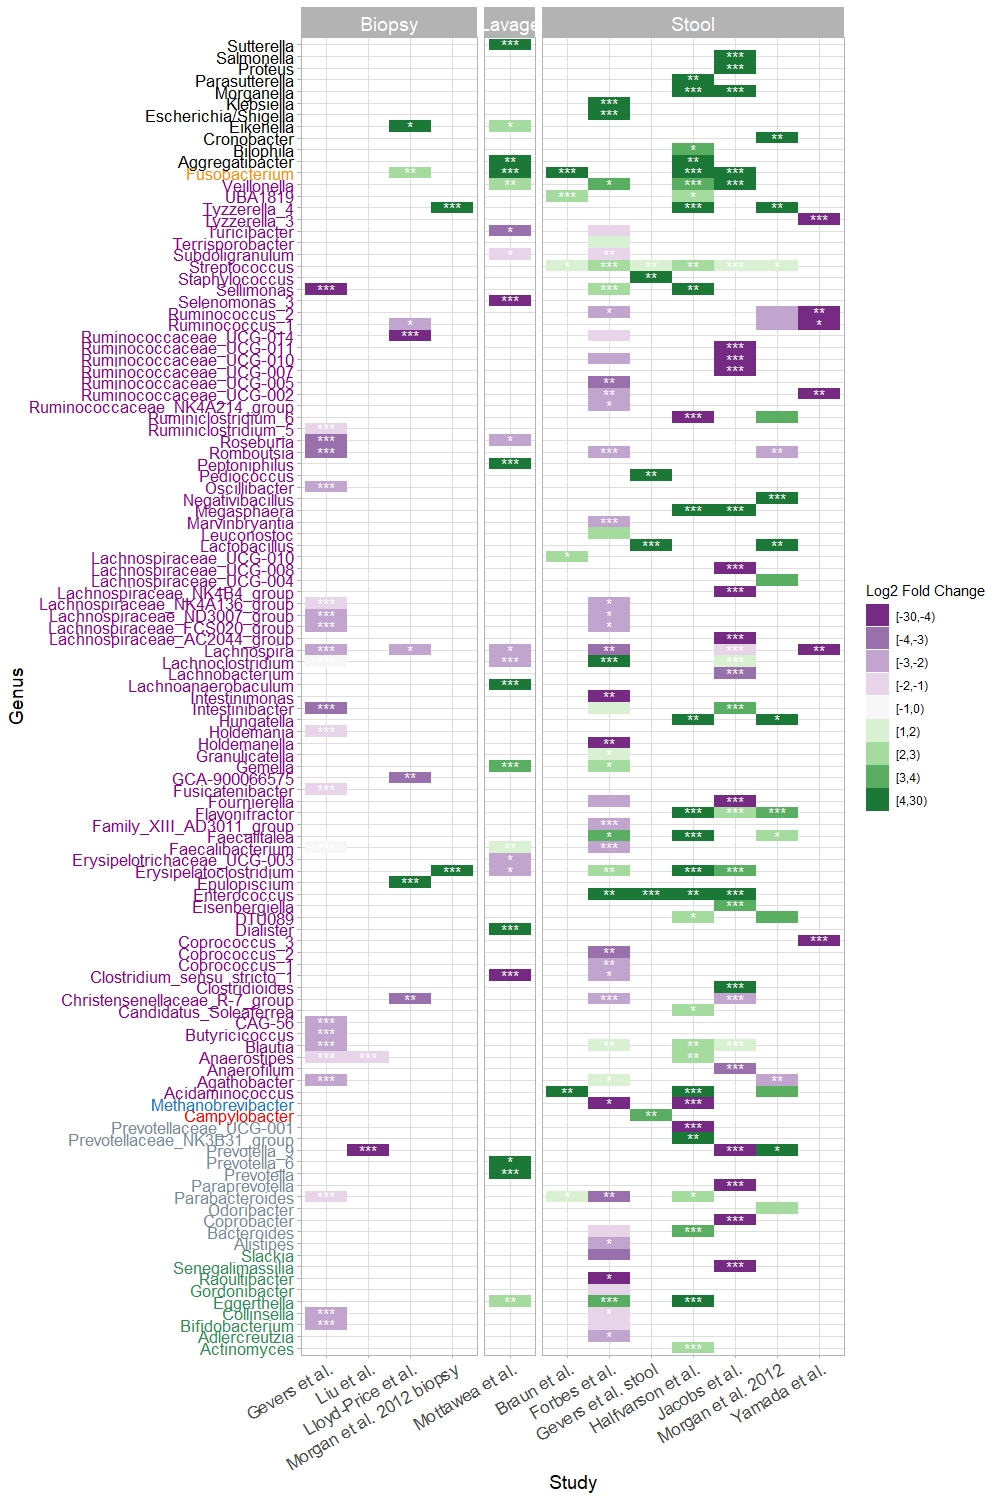 Biopsy
Lavage
Stool
Genus
Sutterella
Salmonella
Proteus
Parasutterella
Morganella
Klebsiella
Escherichia/Shigella
Eikenella
Cronobacter
Bilophila
Aggregatibacter
Fusobacterium
Veillonella
UBA1819
Tyzzerella_4
Tyzzerella_3
Turicibacter
Terrisporobacter
Subdoligranulum
Streptococcus
Staphylococcus
Sellimonas
Selenomonas_3
Ruminococcus_2
Ruminococcus_1
Ruminococcaceae_UCG-014
Ruminococcaceae_UCG-011
Ruminococcaceae_UCG-010
Ruminococcaceae_UCG-007
Ruminococcaceae_UCG-005
Ruminococcaceae_UCG-002
Ruminococcaceae_NK4A214_group
Ruminiclostridium_6
Ruminiclostridium_5
Roseburia
Romboutsia
Peptoniphilus
Pediococcus
Oscillibacter
Negativibacillus
Megasphaera
Marvinbryantia
Leuconostoc
Lactobacillus
Lachnospiraceae_UCG-010
Lachnospiraceae_UCG-008
Lachnospiraceae_UCG-004
Lachnospiraceae_NK4B4_group
Lachnospiraceae_NK4A136_group
Lachnospiraceae_ND3007_group
Lachnospiraceae_FCS020_group
Lachnospiraceae_AC2044_group
Lachnospira
Lachnoclostridium
Lachnobacterium
Lachnoanaerobaculum
Intestinimonas
Intestinibacter
Hungatella
Holdemania
Holdemanella
Granulicatella
Gemella
GCA-900066575
Fusicatenibacter
Fournierella
Flavonifractor
Family_XIII_AD3011_group
Faecalitalea
Faecalibacterium
Erysipelotrichaceae_UCG-003
Erysipelatoclostridium
Epulopiscium
Enterococcus
Eisenbergiella
DTU089
Dialister
Coprococcus_3
Coprococcus_2
Coprococcus_1
Clostridium_sensu_stricto_1
Clostridioides
Christensenellaceae_R-7_group
Candidatus_Soleaferrea
CAG-56
Butyricicoccus
Blautia
Anaerostipes
Anaerofilum
Agathobacter
Acidaminococcus
Methanobrevibacter
Campylobacter
Prevotellaceae_UCG-001
Prevotellaceae_NK3B31_group
Prevotella_9
Prevotella_6
Prevotella
Paraprevotella
Parabacteroides
Odoribacter
Coprobacter
Bacteroides
Alistipes
Slackia
Senegalimassilia
Raoultibacter
Gordonibacter
Eggerthella
Collinsella
Bifidobacterium
Adlercreutzia
Actinomyces
Gevers et al.
Liu et al.
Lloyd-Price et al.
Morgan et al. 2012 biopsy
Mottawea et al.
Braun et al.
Forbes et al.
Gevers et al. stool
Halfvarson et al.
Jacobs et al.
Morgan et al. 2012
Yamada et al.
Study
Log2 Fold Change
[-30,-4)
[-4,-3)
[-3,-2)
[-2,-1)
[-1,0)
[1,2)
[2,3)
[3,4)
[4,30)